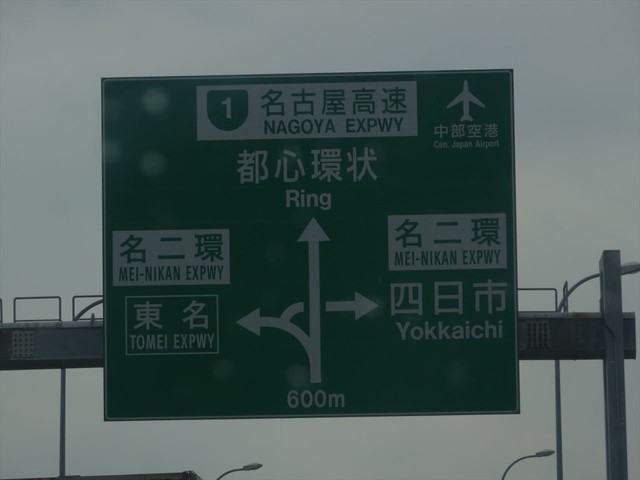 1
名古屋高速
NAGOYA EXPWY
中部空港
Cen. Japan Airport
都心環状
Ring
名二環
MEI-NIKAN EXPWY
東名
TOMEI EXPWY
名二環
MEI-NIKAN EXPWY
四日市
Yokkaichi
600m